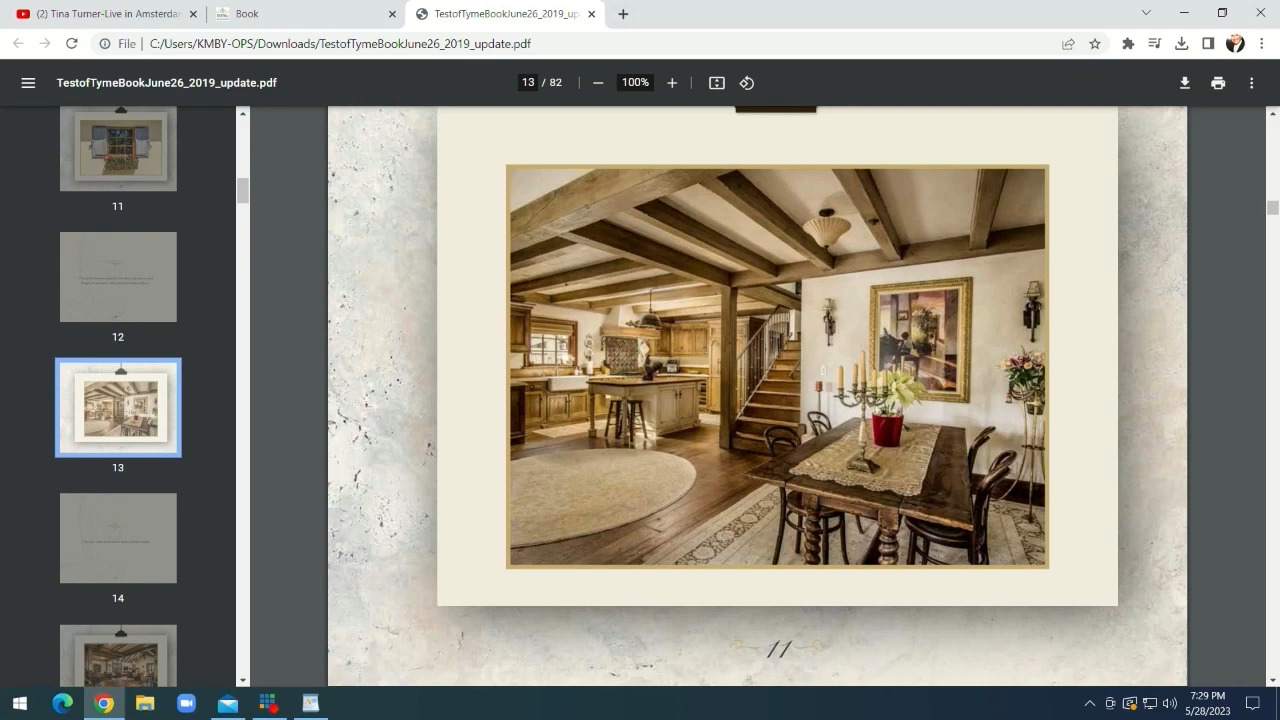 (2) Tina Turner-Live in Amsterdam
Book
TestofTymeBookJune26_2019_up
File | C:/Users/KMBY-OPS/Downloads/TestofTymeBookJune26_2019_update.pdf
TestofTymeBookJune26_2019_update.pdf
13 / 82
100%
11
12
13
14
11
7:29 PM
5/28/2023